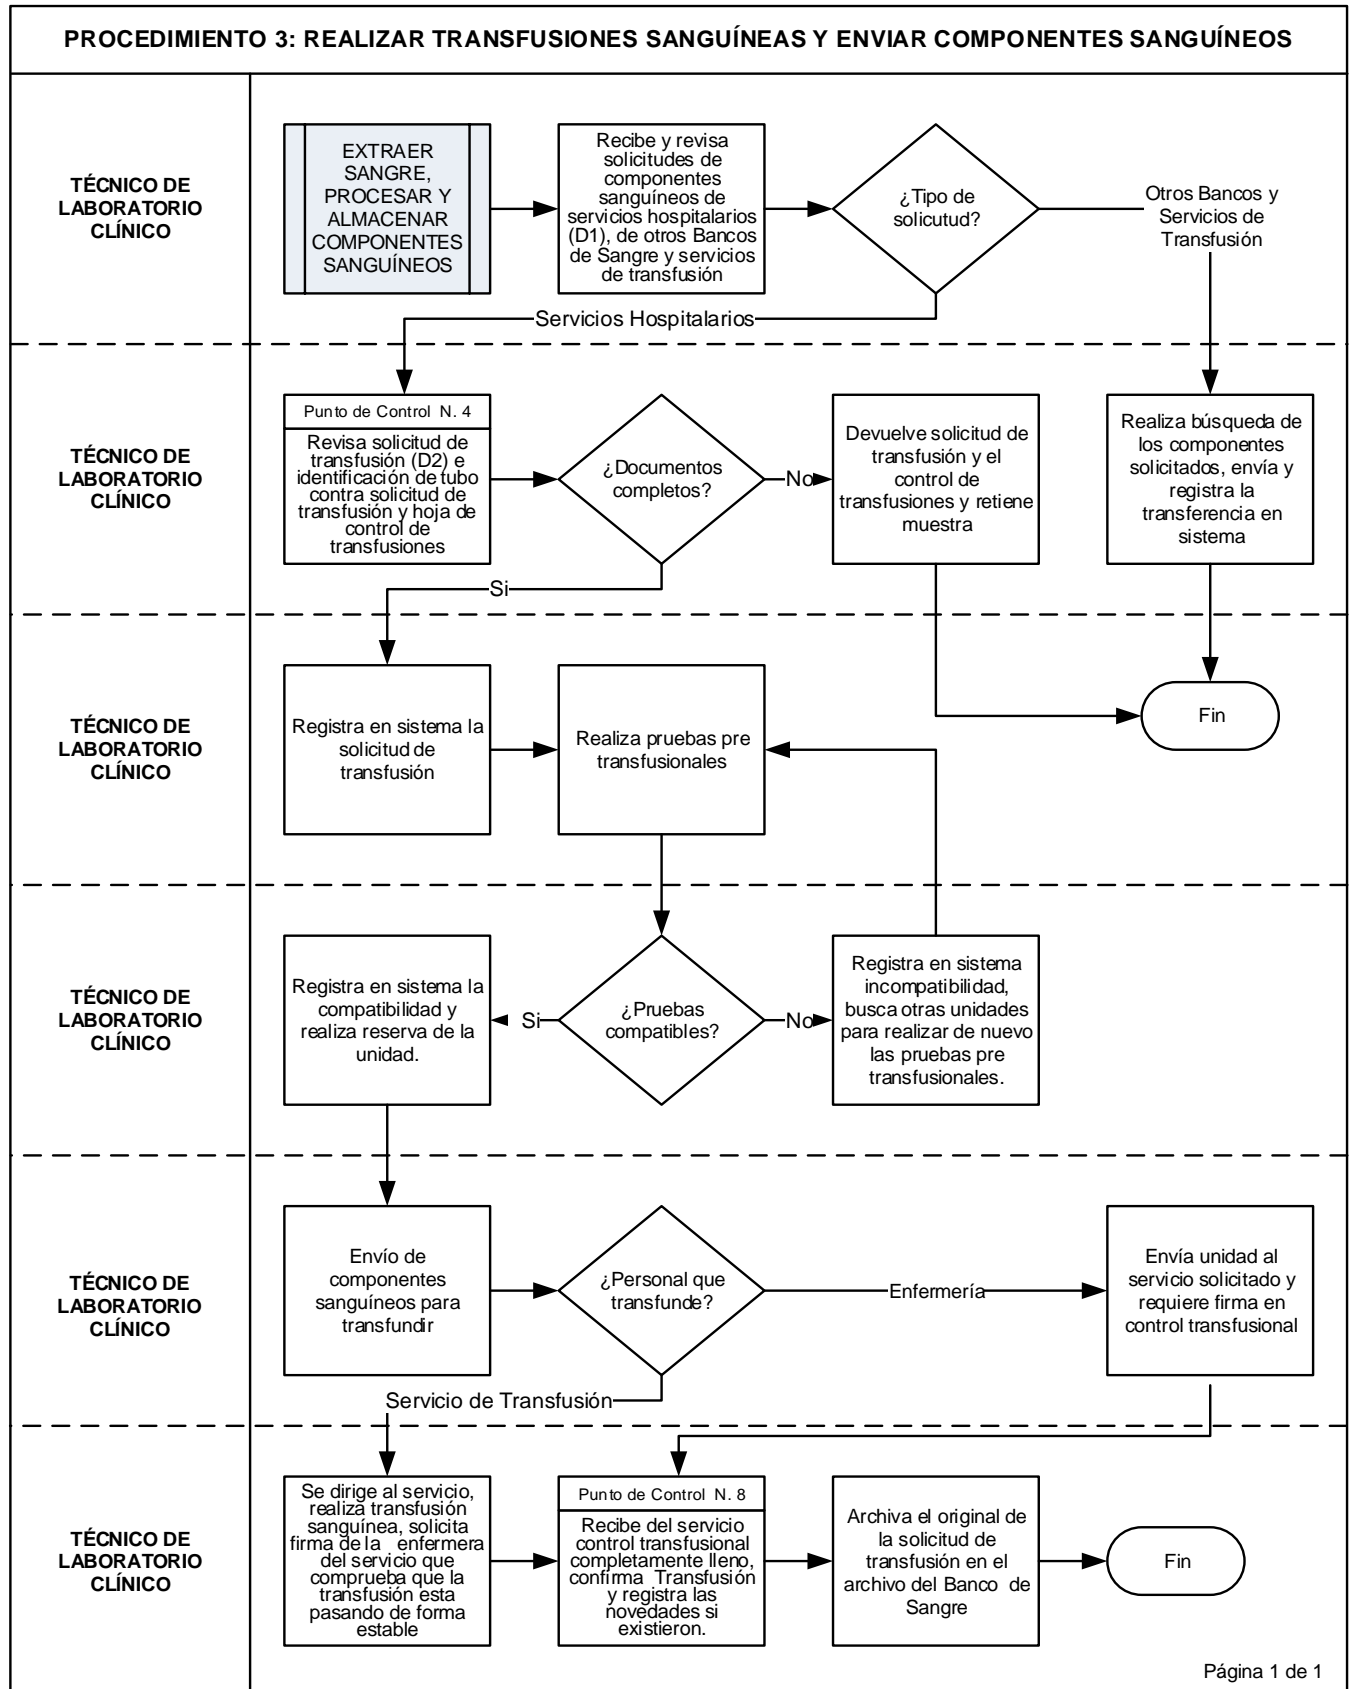 PROCEDIMIENTO 3: REALIZAR TRANSFUSIONES SANGUÍNEAS Y ENVIAR COMPONENTES SANGUÍNEOS
TÉCNICO DE
LABORATORIO
CLÍNICO
EXTRAER
SANGRE,
PROCESAR Y
ALMACENAR
COMPONENTES
SANGUÍNEOS
Recibe y revisa
solicitudes de
componentes
sanguíneos de
servicios hospitalarios
(D1), de otros Bancos
de Sangre y servicios
de transfusión
¿Tipo de
solicutud?
Otros Bancos y
Servicios de
Transfusión
Servicios Hospitalarios
TÉCNICO DE
LABORATORIO
CLÍNICO
Punto de Control N. 4
Revisa solicitud de
transfusión (D2) e
identificación de tubo
contra solicitud de
transfusión y hoja de
control de
transfusiones
¿Documentos
completos?
No
Devuelve solicitud de
transfusión y el
control de
transfusiones y retiene
muestra
Realiza búsqueda de
los componentes
solicitados, envía y
registra la
transferencia en
sistema
Si
TÉCNICO DE
LABORATORIO
CLÍNICO
Registra en sistema la
solicitud de
transfusión
Realiza pruebas pre
transfusionales
Fin
TÉCNICO DE
LABORATORIO
CLÍNICO
Registra en sistema la
compatibilidad y
realiza reserva de la
unidad.
Si
¿Pruebas
compatibles?
No
Registra en sistema
incompatibilidad,
busca otras unidades
para realizar de nuevo
las pruebas pre
transfusionales.
TÉCNICO DE
LABORATORIO
CLÍNICO
Envío de
componentes
sanguíneos para
transfundir
¿Personal que
transfunde?
Enfermería
Envía unidad al
servicio solicitado y
requiere firma en
control transfusional
Servicio de Transfusión
TÉCNICO DE
LABORATORIO
CLÍNICO
Se dirige al servicio,
realiza transfusión
sanguínea, solicita
firma de la enfermera
del servicio que
comprueba que la
transfusión esta
pasando de forma
estable
Punto de Control N. 8
Recibe del servicio
control transfusional
completamente lleno,
confirma Transfusión
y registra las
novedades si
existieron.
Archiva el original de
la solicitud de
transfusión en el
archivo del Banco de
Sangre
Fin
Página 1 de 1